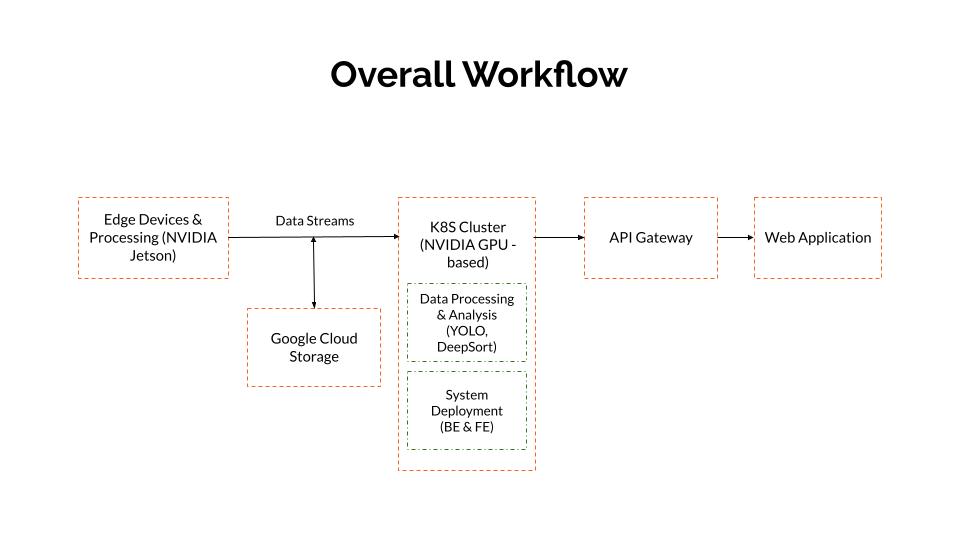 Overall Workflow
Edge Devices &
Processing (NVIDIA
Jetson)
Data Streams
Google Cloud
Storage
K8S Cluster
(NVIDIA GPU -
based)
Data Processing
& Analysis
(YOLO,
DeepSort)
System
Deployment
(BE & FE)
API Gateway
Web Application